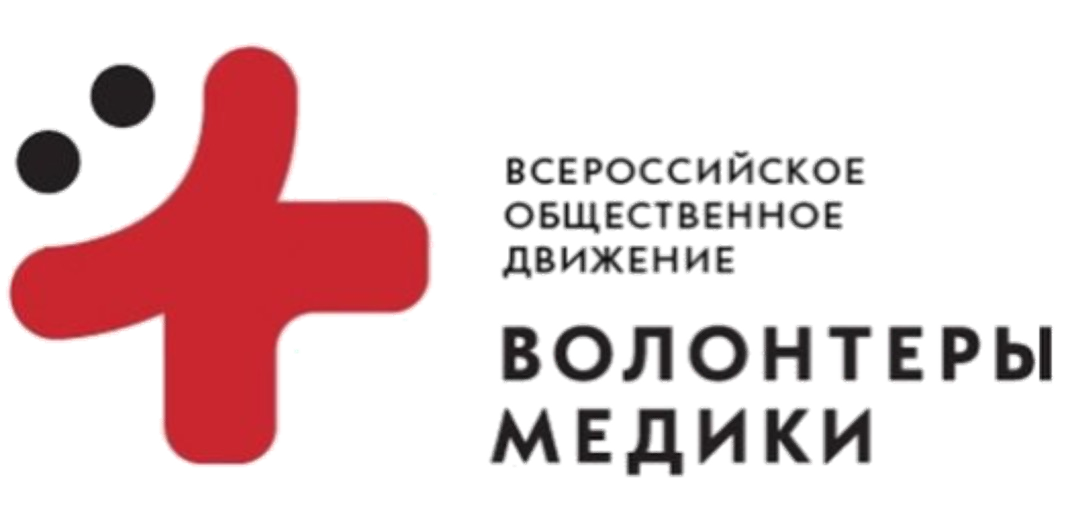 ВСЕРОССИЙСКОЕ
ОБЩЕСТВЕННОЕ
ДВИЖЕНИЕ
ВОЛОНТЕРЫ
МЕДИКИ